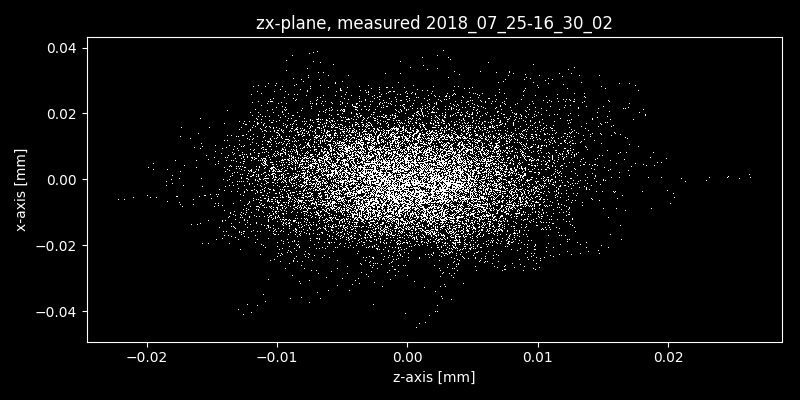 zx-plane, measured 2018_07_25-16_30_02
0.04
0.02
0.00
−0.02
−0.04
x-axis [mm]
−0.02 −0.01 0.00 0.01 0.02
z-axis [mm]